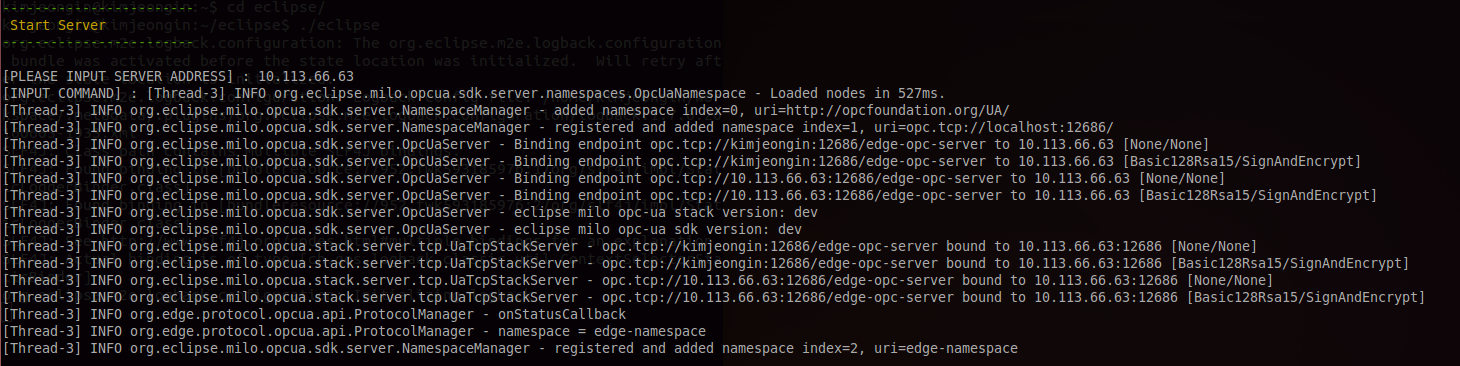 kimjeongin@kimjeongin:~$ cd eclipse/
-----------------------
Start Server
kimjeongin:~/eclipse$ ./eclipse
-----------------------
org.eclipse.m2e.logback.configuration: The org.eclipse.m2e.logback.configuration
bundle was activated before the state location was initialized.  Will retry aft
[PLEASE INPUT SERVER ADDRESS] : 10.113.66.63
[INPUT COMMAND] : [Thread-3] INFO org.eclipse.milo.opcua.sdk.server.namespaces.OpcUaNamespace - Loaded nodes in 527ms.
[Thread-3] INFO org.eclipse.milo.opcua.sdk.server.NamespaceManager - added namespace index=0, uri=http://opcfoundation.org/UA/
[Thread-3] INFO org.eclipse.milo.opcua.sdk.server.NamespaceManager - registered and added namespace index=1, uri=opc.tcp://localhost:12686/
[Thread-3] INFO org.eclipse.milo.opcua.sdk.server.OpcUaServer - Binding endpoint opc.tcp://kimjeongin:12686/edge-opc-server to 10.113.66.63 [None/None]
[Thread-3] INFO org.eclipse.milo.opcua.sdk.server.OpcUaServer - Binding endpoint opc.tcp://kimjeongin:12686/edge-opc-server to 10.113.66.63 [Basic128Rsa15/SignAndEncrypt]
[Thread-3] INFO org.eclipse.milo.opcua.sdk.server.OpcUaServer - Binding endpoint opc.tcp://10.113.66.63:12686/edge-opc-server to 10.113.66.63 [None/None]
[Thread-3] INFO org.eclipse.milo.opcua.sdk.server.OpcUaServer - Binding endpoint opc.tcp://10.113.66.63:12686/edge-opc-server to 10.113.66.63 [Basic128Rsa15/SignAndEncrypt]
[Thread-3] INFO org.eclipse.milo.opcua.sdk.server.OpcUaServer - eclipse milo opc-ua stack version: dev
[Thread-3] INFO org.eclipse.milo.opcua.sdk.server.OpcUaServer - eclipse milo opc-ua sdk version: dev
[Thread-3] INFO org.eclipse.milo.opcua.stack.server.tcp.UaTcpStackServer - opc.tcp://kimjeongin:12686/edge-opc-server bound to 10.113.66.63:12686 [None/None]
[Thread-3] INFO org.eclipse.milo.opcua.stack.server.tcp.UaTcpStackServer - opc.tcp://kimjeongin:12686/edge-opc-server bound to 10.113.66.63:12686 [Basic128Rsa15/SignAndEncrypt]
[Thread-3] INFO org.eclipse.milo.opcua.stack.server.tcp.UaTcpStackServer - opc.tcp://10.113.66.63:12686/edge-opc-server bound to 10.113.66.63:12686 [None/None]
[Thread-3] INFO org.eclipse.milo.opcua.stack.server.tcp.UaTcpStackServer - opc.tcp://10.113.66.63:12686/edge-opc-server bound to 10.113.66.63:12686 [Basic128Rsa15/SignAndEncrypt]
[Thread-3] INFO org.edge.protocol.opcua.api.ProtocolManager - onStatusCallback
[Thread-3] INFO org.edge.protocol.opcua.api.ProtocolManager - namespace = edge-namespace
[Thread-3] INFO org.eclipse.milo.opcua.sdk.server.NamespaceManager - registered and added namespace index=2, uri=edge-namespace